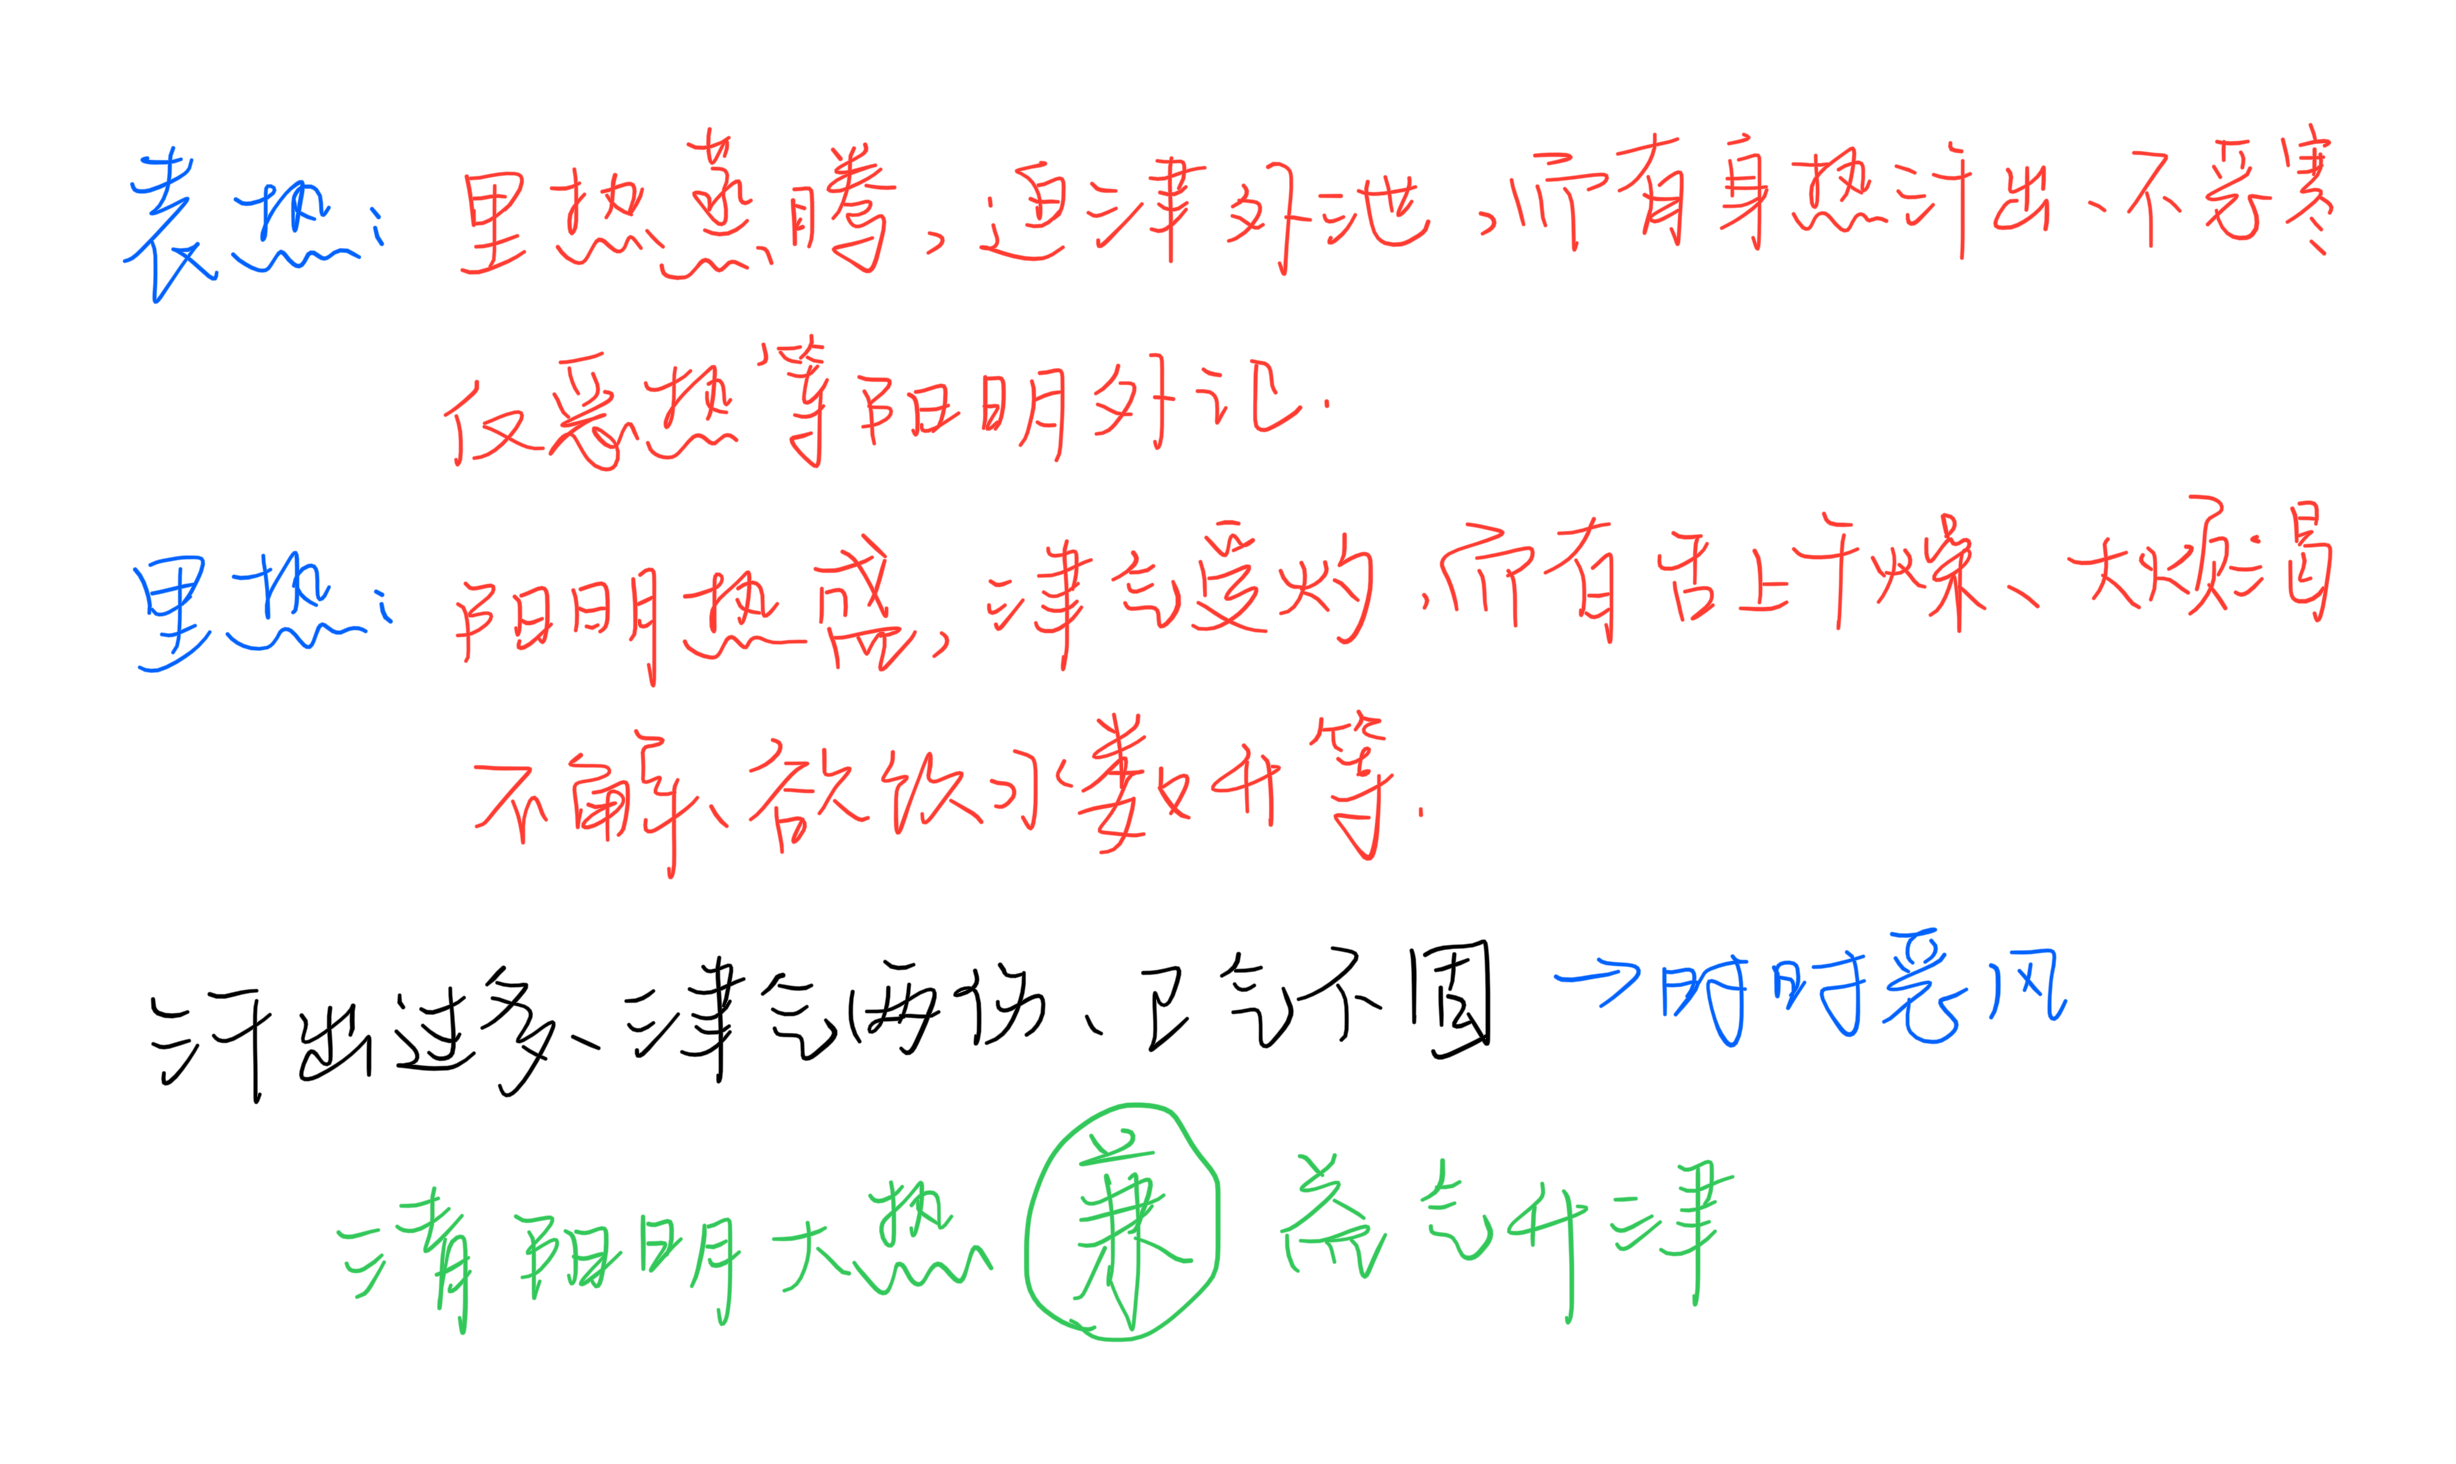 表热：里热蒸腾，迫津外泄，而有身热汗出、不恶寒
仅恶热等阳明外证.
里热：阳明热盛，津气受灼，而有舌上干燥、大烦渴
不解、欲饮水数升等.
汗出过多、津气两伤、卫气不固 →时时恶风
清阳明大热 兼 益气升津